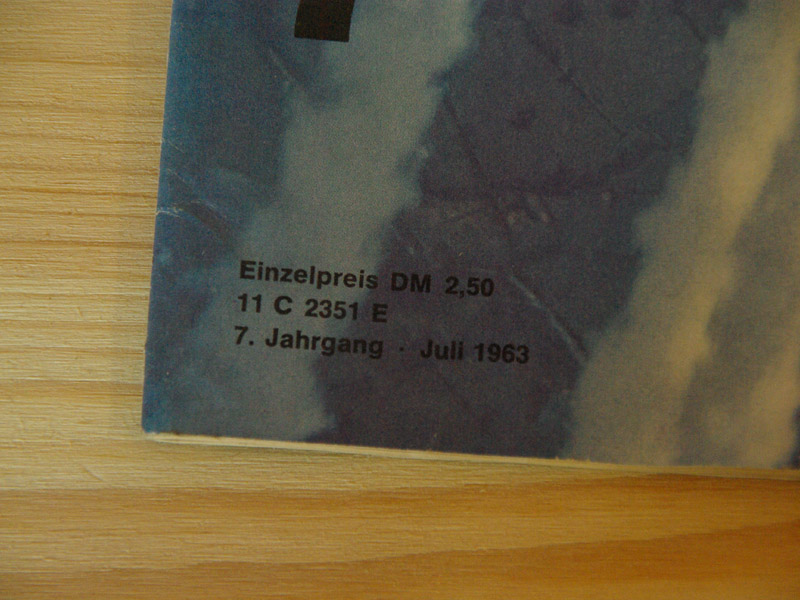 Einzelpreis DM 2,50
11 C 2351 E
7. Jahrgang · Juli 1963